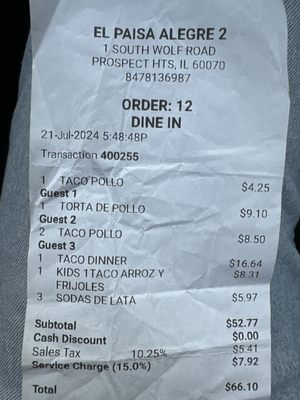 EL PAISA ALEGRE 2
1 SOUTH WOLF ROAD
PROSPECT HTS, IL 60070
8478136987
ORDER: 12
DINE IN
21-Jul-2024 5:48:48P
Transaction 400255
1 TACO POLLO $4.25
Guest 1
1 TORTA DE POLLO $9.10
Guest 2
2 TACO POLLO $8.50
Guest 3
1 TACO DINNER $16.64
1 KIDS 1TACO ARROZ Y $8.31
FRIJOLES
3 SODAS DE LATA $5.97
Subtotal $52.77
Cash Discount $0.00
Sales Tax 10.25% $5.41
Service Charge (15.0%) $7.92
Total $66.10